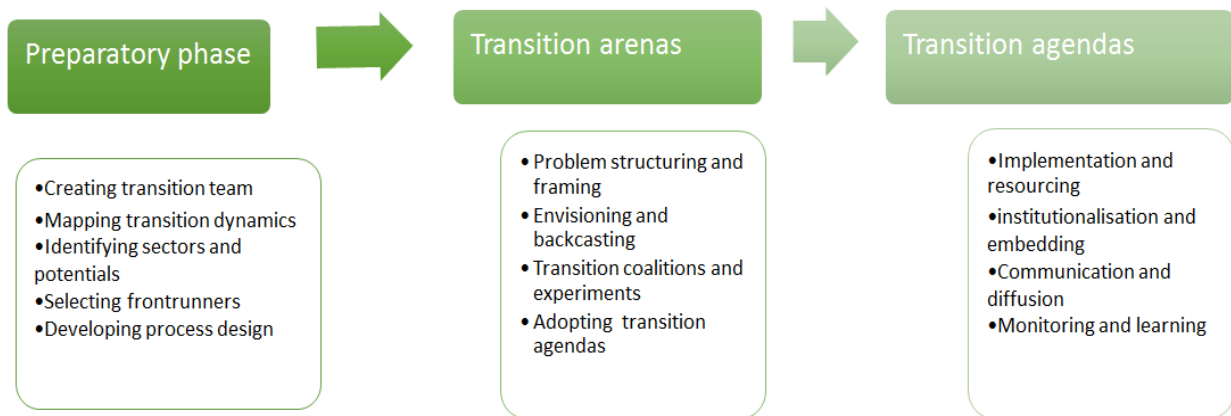 Preparatory phase
Transition arenas
Transition agendas
•Creating transition team
•Mapping transition dynamics
•Identifying sectors and
potentials
•Selecting frontrunners
•Developing process design
•Problem structuring and
framing
•Envisioning and
backcasting
•Transition coalitions and
experiments
•Adopting transition
agendas
•Implementation and
resourcing
•institutionalisation and
embedding
•Communication and
diffusion
•Monitoring and learning